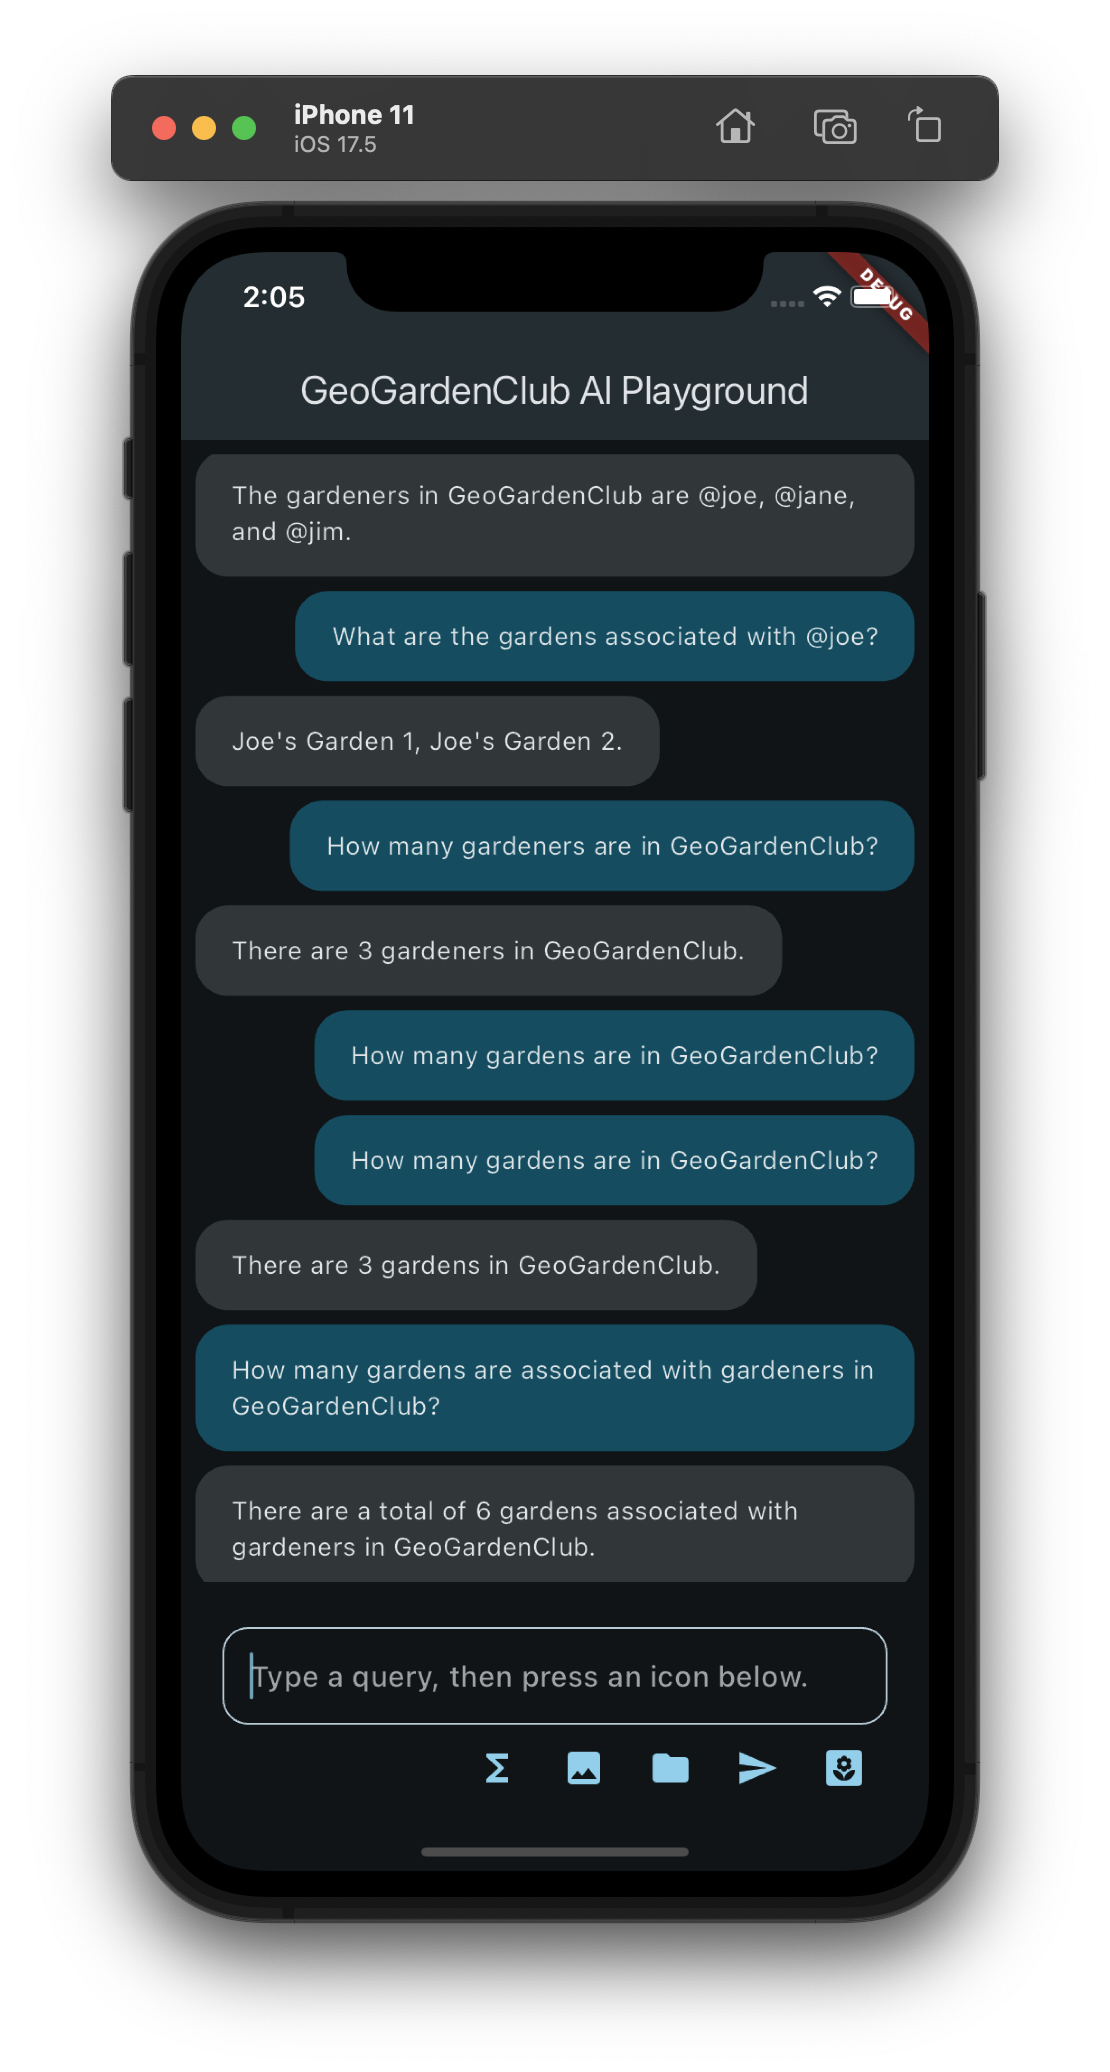 iPhone 11
iOS 17.5
2:05
DEBUG
GeoGardenClub AI Playground
The gardeners in GeoGardenClub are @joe, @jane,
and @jim.
What are the gardens associated with @joe?
Joe's Garden 1, Joe's Garden 2.
How many gardeners are in GeoGardenClub?
There are 3 gardeners in GeoGardenClub.
How many gardens are in GeoGardenClub?
How many gardens are in GeoGardenClub?
There are 3 gardens in GeoGardenClub.
How many gardens are associated with gardeners in
GeoGardenClub?
There are a total of 6 gardens associated with
gardeners in GeoGardenClub.
Type a query, then press an icon below.